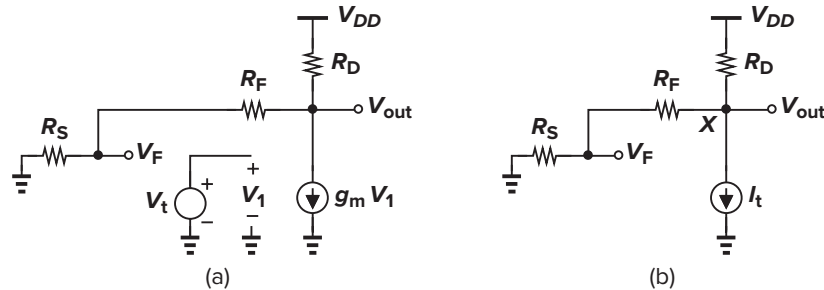 V_DD
R_D
R_F
V_out
R_S
V_F
V_t
+
−
+
V_1
−
g_m V_1
(a)
V_DD
R_D
R_F
X
V_out
R_S
V_F
I_t
(b)